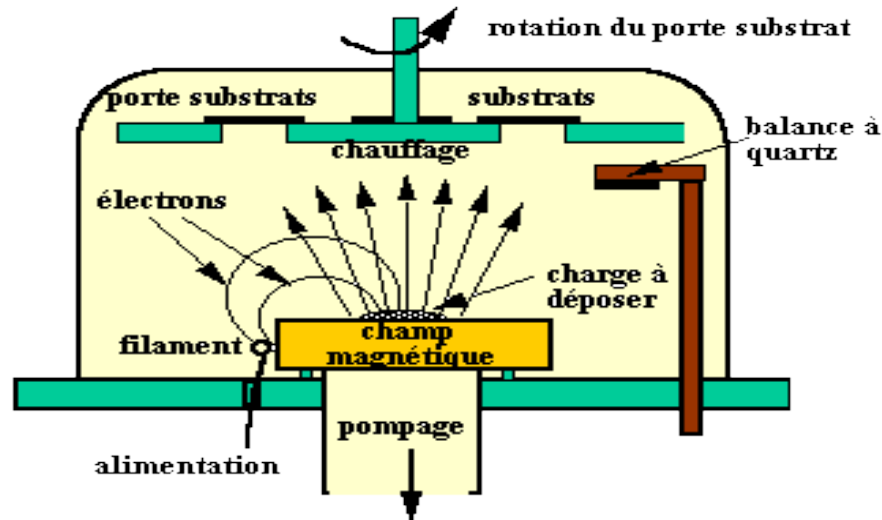 rotation du porte substrat
porte substrats
substrats
chauffage
balance à
quartz
électrons
charge à
déposer
filament
champ
magnétique
pompage
alimentation